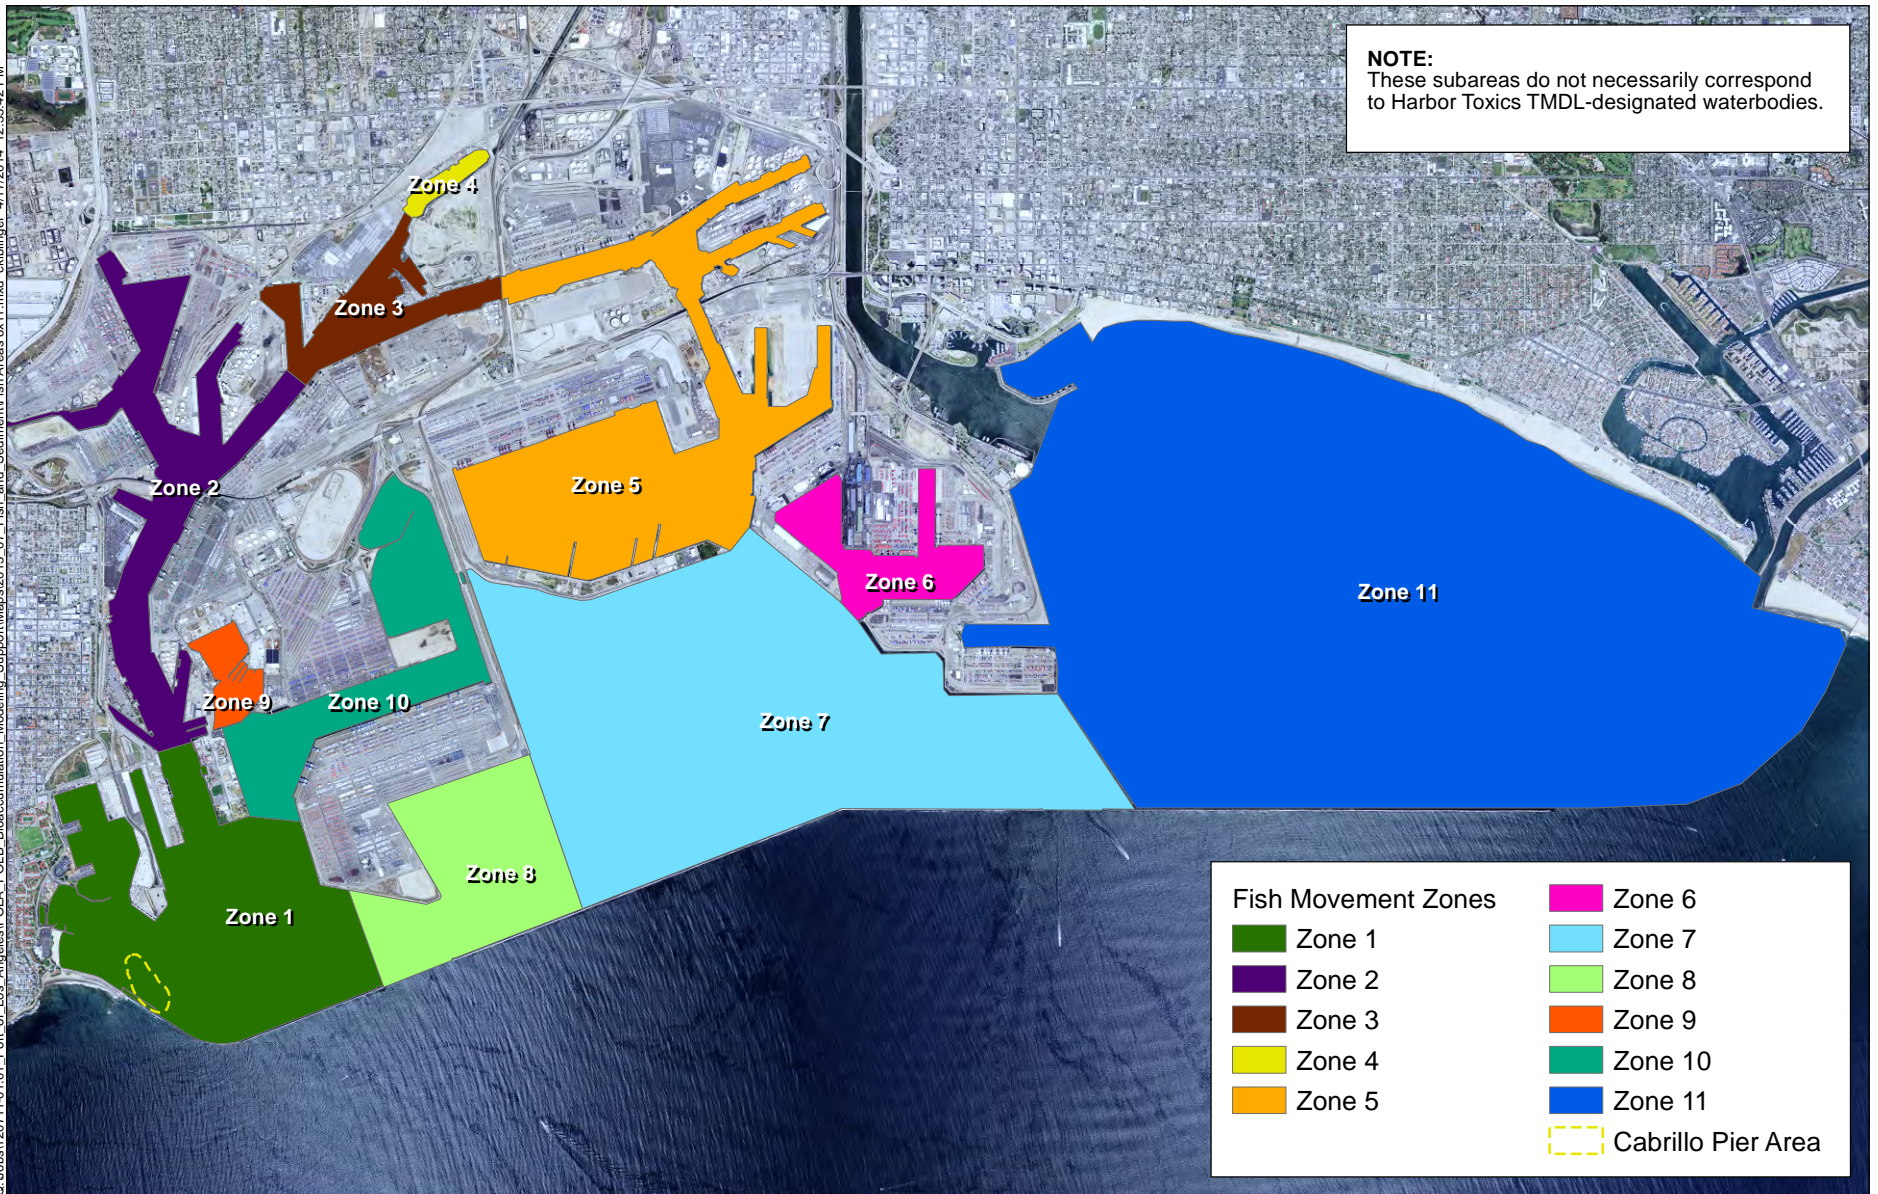 NOTE:
These subareas do not necessarily correspond
to Harbor Toxics TMDL-designated waterbodies.
Zone 4
Zone 3
Zone 2
Zone 5
Zone 6
Zone 11
Zone 9
Zone 10
Zone 7
Zone 8
Zone 1
Fish Movement Zones
Zone 1
Zone 2
Zone 3
Zone 4
Zone 5
Zone 6
Zone 7
Zone 8
Zone 9
Zone 10
Zone 11
Cabrillo Pier Area